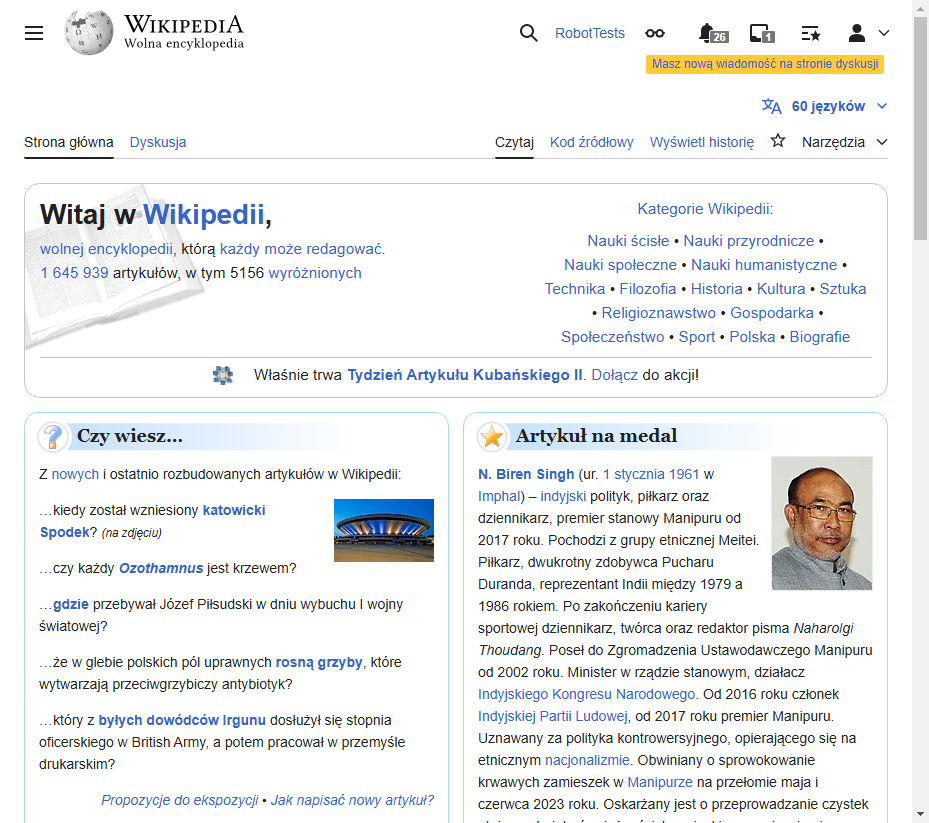 WIKIPEDIA
Wolna encyklopedia
RobotTests
26
1
Masz nową wiadomość na stronie dyskusji
60 języków
Strona główna Dyskusja
Czytaj Kod źródłowy Wyświetl historię Narzędzia
Witaj w Wikipedii,
wolnej encyklopedii, którą każdy może redagować.
1 645 939 artykułów, w tym 5156 wyróżnionych
Kategorie Wikipedii:
Nauki ścisłe • Nauki przyrodnicze •
Nauki społeczne • Nauki humanistyczne •
Technika • Filozofia • Historia • Kultura • Sztuka
• Religioznawstwo • Gospodarka •
Społeczeństwo • Sport • Polska • Biografie
Właśnie trwa Tydzień Artykułu Kubańskiego II. Dołącz do akcji!
Czy wiesz...
Z nowych i ostnio rozbudowanych artykułów w Wikipedii:
…kiedy został wzniesiony katowicki
Spodek? (na zdjęciu)
…czy każdy Ozothamnus jest krzewem?
…gdzie przebywał Józef Piłsudski w dniu wybuchu I wojny
światowej?
…że w glebie polskich pól uprawnych rosną grzyby, które
wytwarzają przeciwgrzybiczy antybiotyk?
…który z byłych dowódców Irgunu dosłużył się stopnia
oficerskiego w British Army, a potem pracował w przemyśle
drukarskim?
Propozycje do ekspozycji • Jak napisać nowy artykuł?
Artykuł na medal
N. Biren Singh (ur. 1 stycznia 1961 w
Imphal) – indyjski polityk, piłkarz oraz
dziennikarz, premier stanowy Manipuru od
2017 roku. Pochodzi z grupy etnicznej Meitei.
Piłkarz, dwukrotny zdobywca Pucharu
Duranda, reprezentant Indii między 1979 a
1986 rokiem. Po zakończeniu kariery
sportowej dziennikarz, twórca oraz redaktor pisma Naharolgi
Thoudang. Poseł do Zgromadzenia Ustawodawczego Manipuru
od 2002 roku. Minister w rządzie stanowym, działacz
Indyjskiego Kongresu Narodowego. Od 2016 roku członek
Indyjskiej Partii Ludowej, od 2017 roku premier Manipuru.
Uznawany za polityka kontrowersyjnego, opierającego się na
etnicznym nacjonalizmie. Obwiniany o sprowokowanie
krwawych zamieszek w Manipurze na przełomie maja i
czerwca 2023 roku. Oskarżany jest o przeprowadzanie czystek